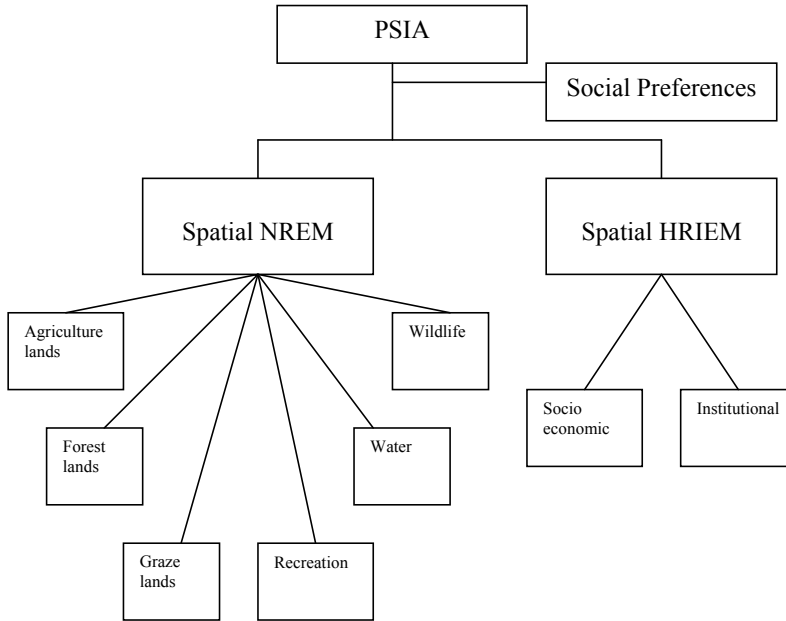 PSIA
Social Preferences
Spatial NREM
Spatial HRIEM
Agriculture
lands
Wildlife
Socio
economic
Institutional
Forest
lands
Water
Graze
lands
Recreation